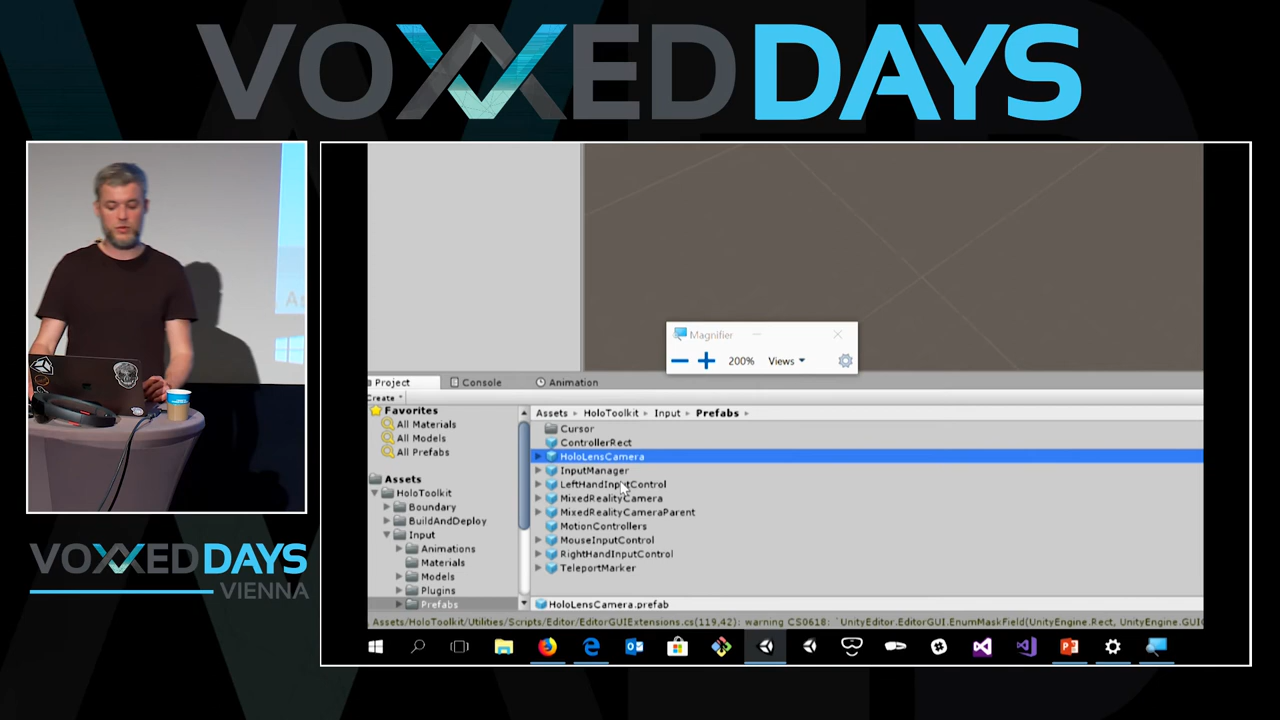 VOXXED DAYS
Magnifier
200% Views
Project Console Animation
Create
Favorites
All Materials
All Models
All Prefabs
Assets
HoloToolkit
Boundary
BuildAndDeploy
Input
Animations
Materials
Models
Plugins
Prefabs
Assets HoloToolkit Input Prefabs
Cursor
ControllerRect
HoloLensCamera
InputManager
LeftHandInputControl
MixedRealityCamera
MixedRealityCameraParent
MotionControllers
MouseInputControl
RightHandInputControl
TeleportMarker
HoloLensCamera.prefab
Assets/HoloToolkit/Utilities/Scripts/Editor/EditorGUIExtensions.cs(119,42): warning CS0618: `UnityEditor.EditorGUI.EnumMaskField(UnityEngine.Rect, UnityEngine.GUIC
VOXXED DAYS
VIENNA